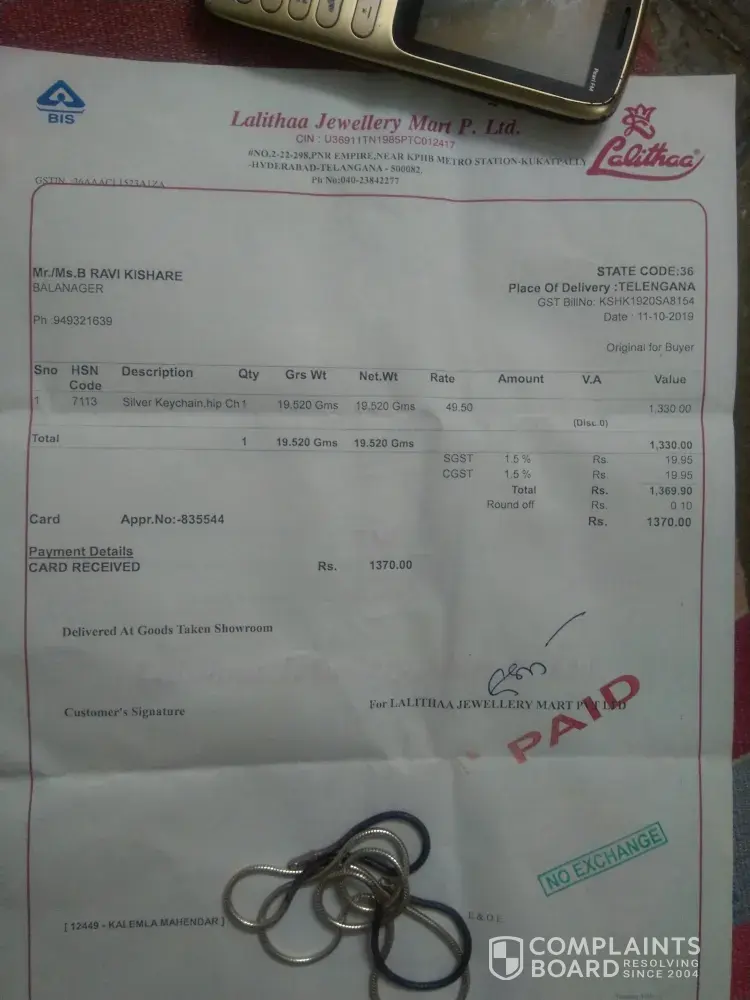 Pearl FM
BIS
Lalithaa Jewellery Mart P. Ltd.
CIN : U36911TN1985PTC012417
#NO,2-22-298,PNR EMPIRE,NEAR KPHB METRO STATION-KUKATPALLY
-HYDERABAD-TELANGANA - 500082.
Ph No:040-23842277
Lalithaa
GSTIN
Mr./Ms.B RAVI KISHARE
BALANAGER
Ph :949321639
STATE CODE:36
Place Of Delivery :TELENGANA
GST BillNo: KSHK1920SA8154
Date : 11-10-2019
Original for Buyer
Sno HSN Code Description Qty Grs Wt Net.Wt Rate Amount V.A Value
1 7113 Silver Keychain,hip Ch 1 19.520 Gms 19.520 Gms 49.50 1,330.00
(Disc.0)
Total 1 19.520 Gms 19.520 Gms 1,330.00
SGST 1.5 % Rs. 19.95
CGST 1.5 % Rs. 19.95
Total Rs. 1,369.90
Round off Rs. 0.10
Card Appr.No:-835544 Rs. 1370.00
Payment Details
CARD RECEIVED Rs. 1370.00
Delivered At Goods Taken Showroom
Customer's Signature
For LALITHAA JEWELLERY MART PVT LTD
PAID
NO EXCHANGE
[ 12449 - KALEMLA MAHENDAR ]
E & O E
COMPLAINTS
BOARD RESOLVING
SINCE 2004